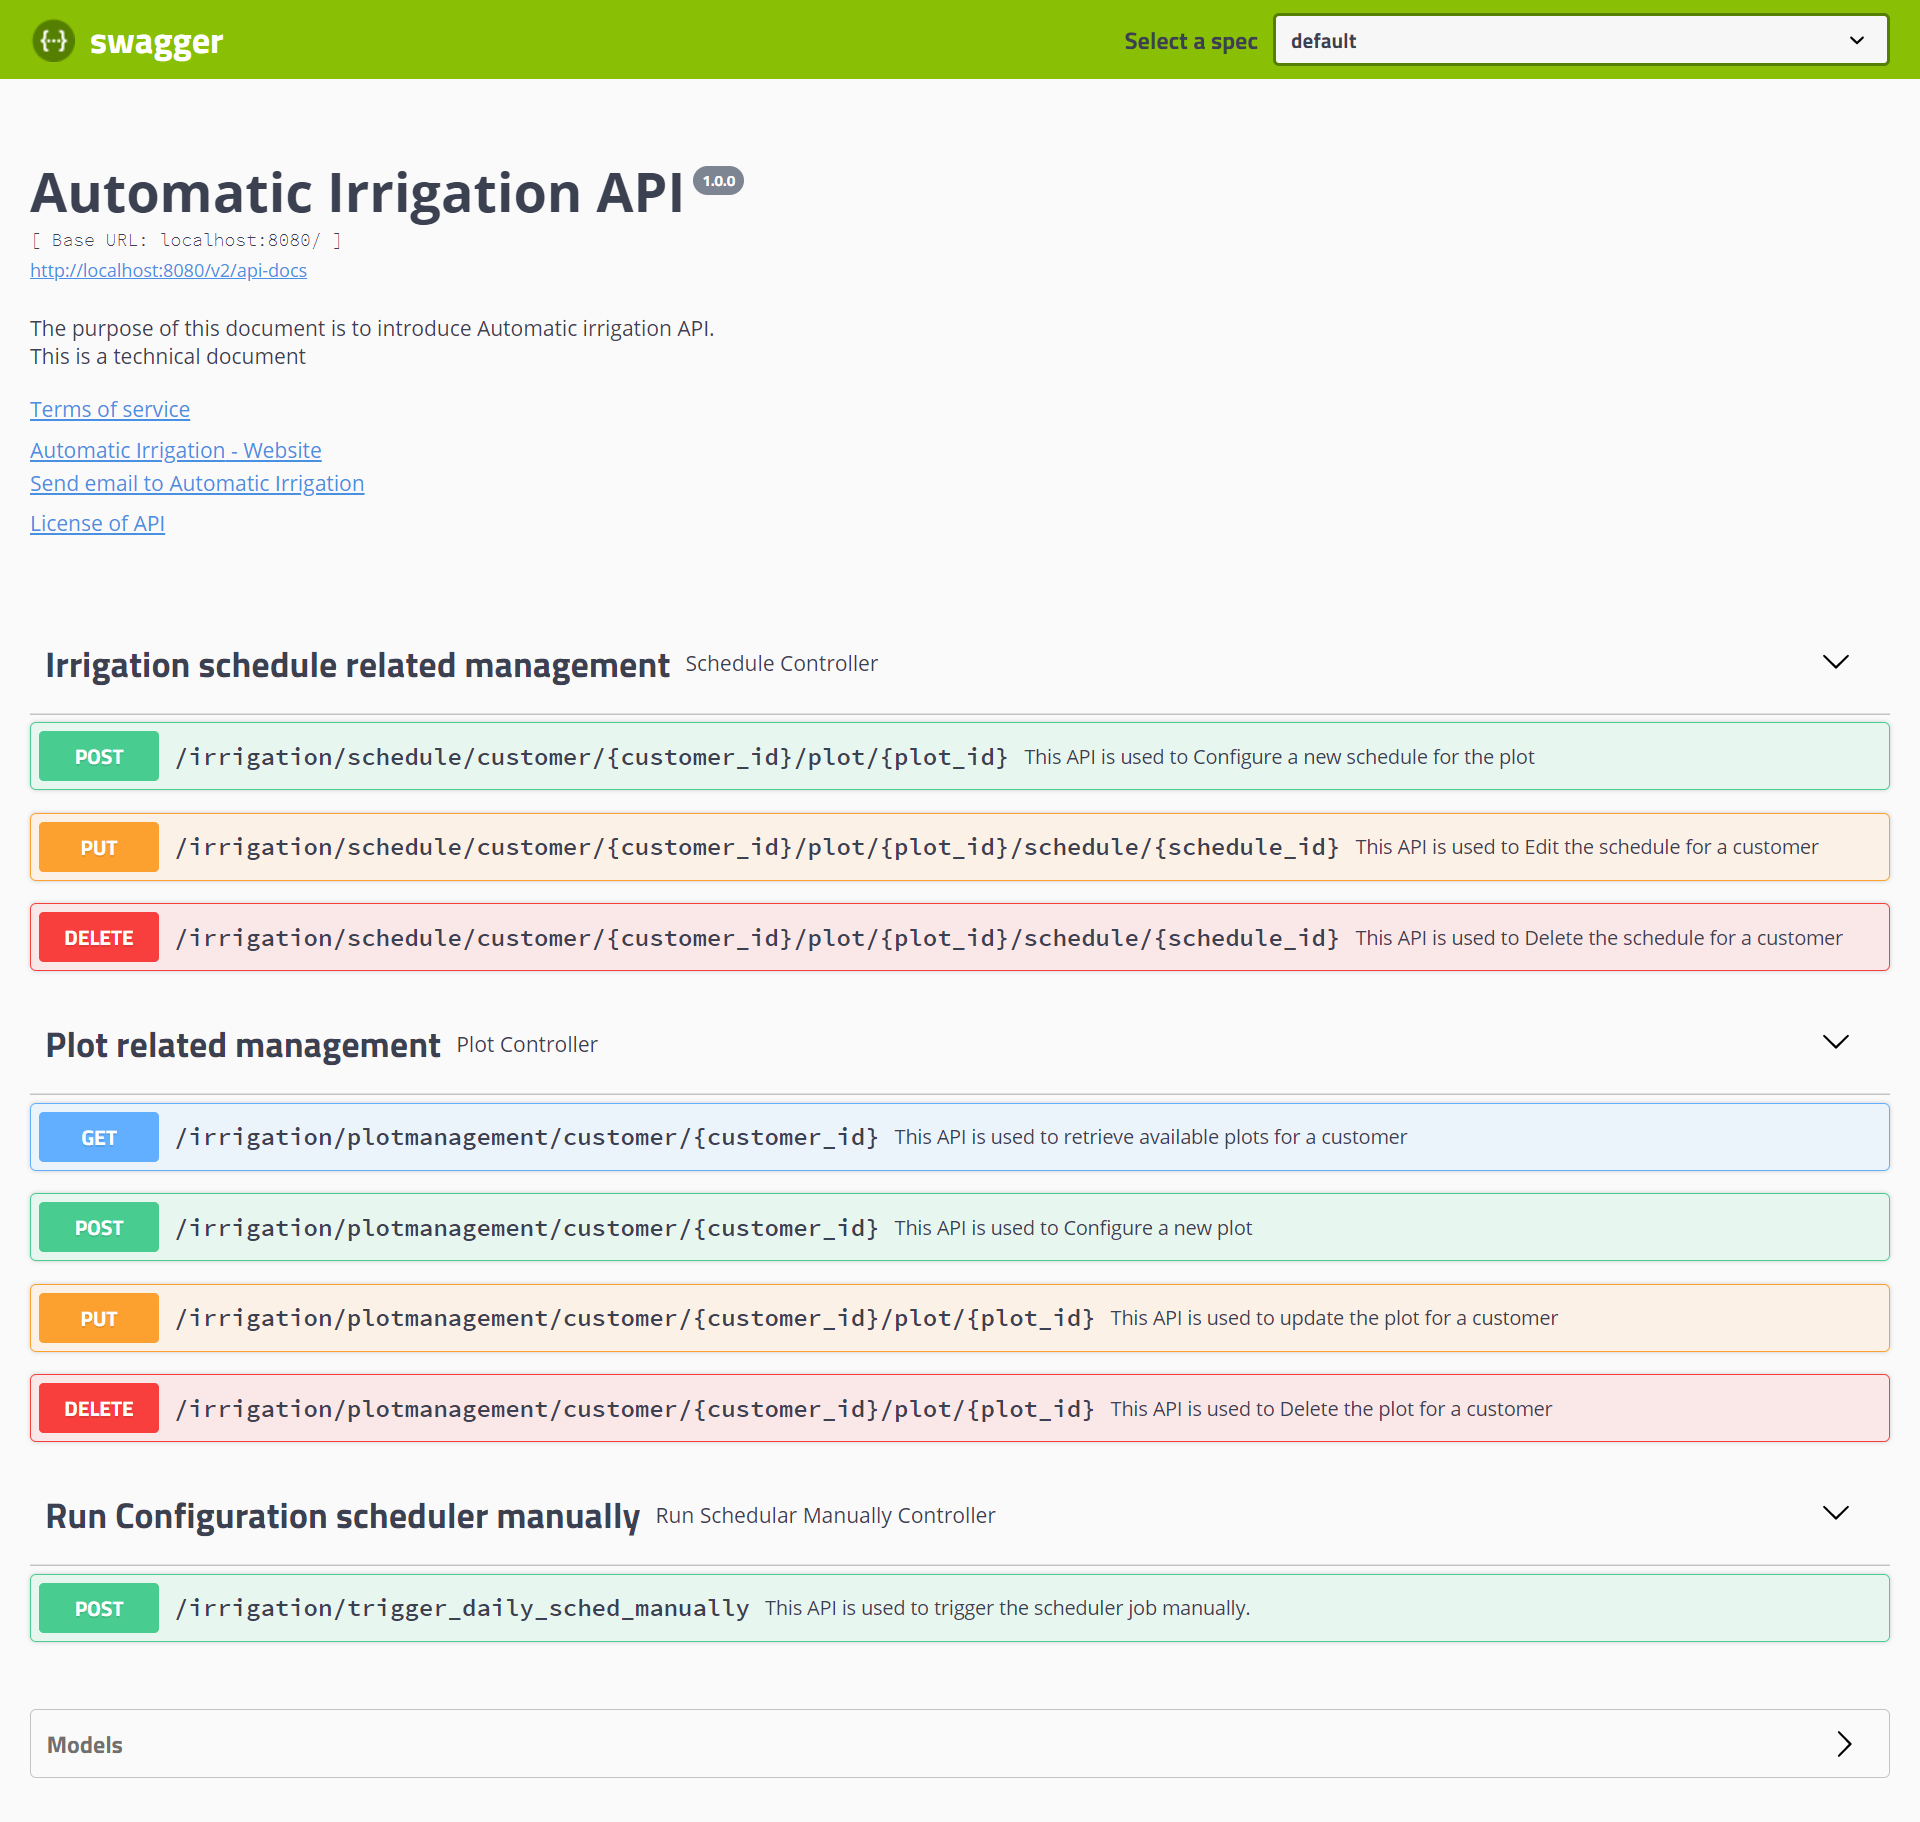 {···} swagger
Select a spec
default
Automatic Irrigation API 1.0.0
[ Base URL: localhost:8080/ ]
http://localhost:8080/v2/api-docs
The purpose of this document is to introduce Automatic irrigation API.
This is a technical document
Terms of service
Automatic Irrigation - Website
Send email to Automatic Irrigation
License of API
Irrigation schedule related management Schedule Controller
POST /irrigation/schedule/customer/{customer_id}/plot/{plot_id} This API is used to Configure a new schedule for the plot
PUT /irrigation/schedule/customer/{customer_id}/plot/{plot_id}/schedule/{schedule_id} This API is used to Edit the schedule for a customer
DELETE /irrigation/schedule/customer/{customer_id}/plot/{plot_id}/schedule/{schedule_id} This API is used to Delete the schedule for a customer
Plot related management Plot Controller
GET /irrigation/plotmanagement/customer/{customer_id} This API is used to retrieve available plots for a customer
POST /irrigation/plotmanagement/customer/{customer_id} This API is used to Configure a new plot
PUT /irrigation/plotmanagement/customer/{customer_id}/plot/{plot_id} This API is used to update the plot for a customer
DELETE /irrigation/plotmanagement/customer/{customer_id}/plot/{plot_id} This API is used to Delete the plot for a customer
Run Configuration scheduler manually Run Schedular Manually Controller
POST /irrigation/trigger_daily_sched_manually This API is used to trigger the scheduler job manually.
Models